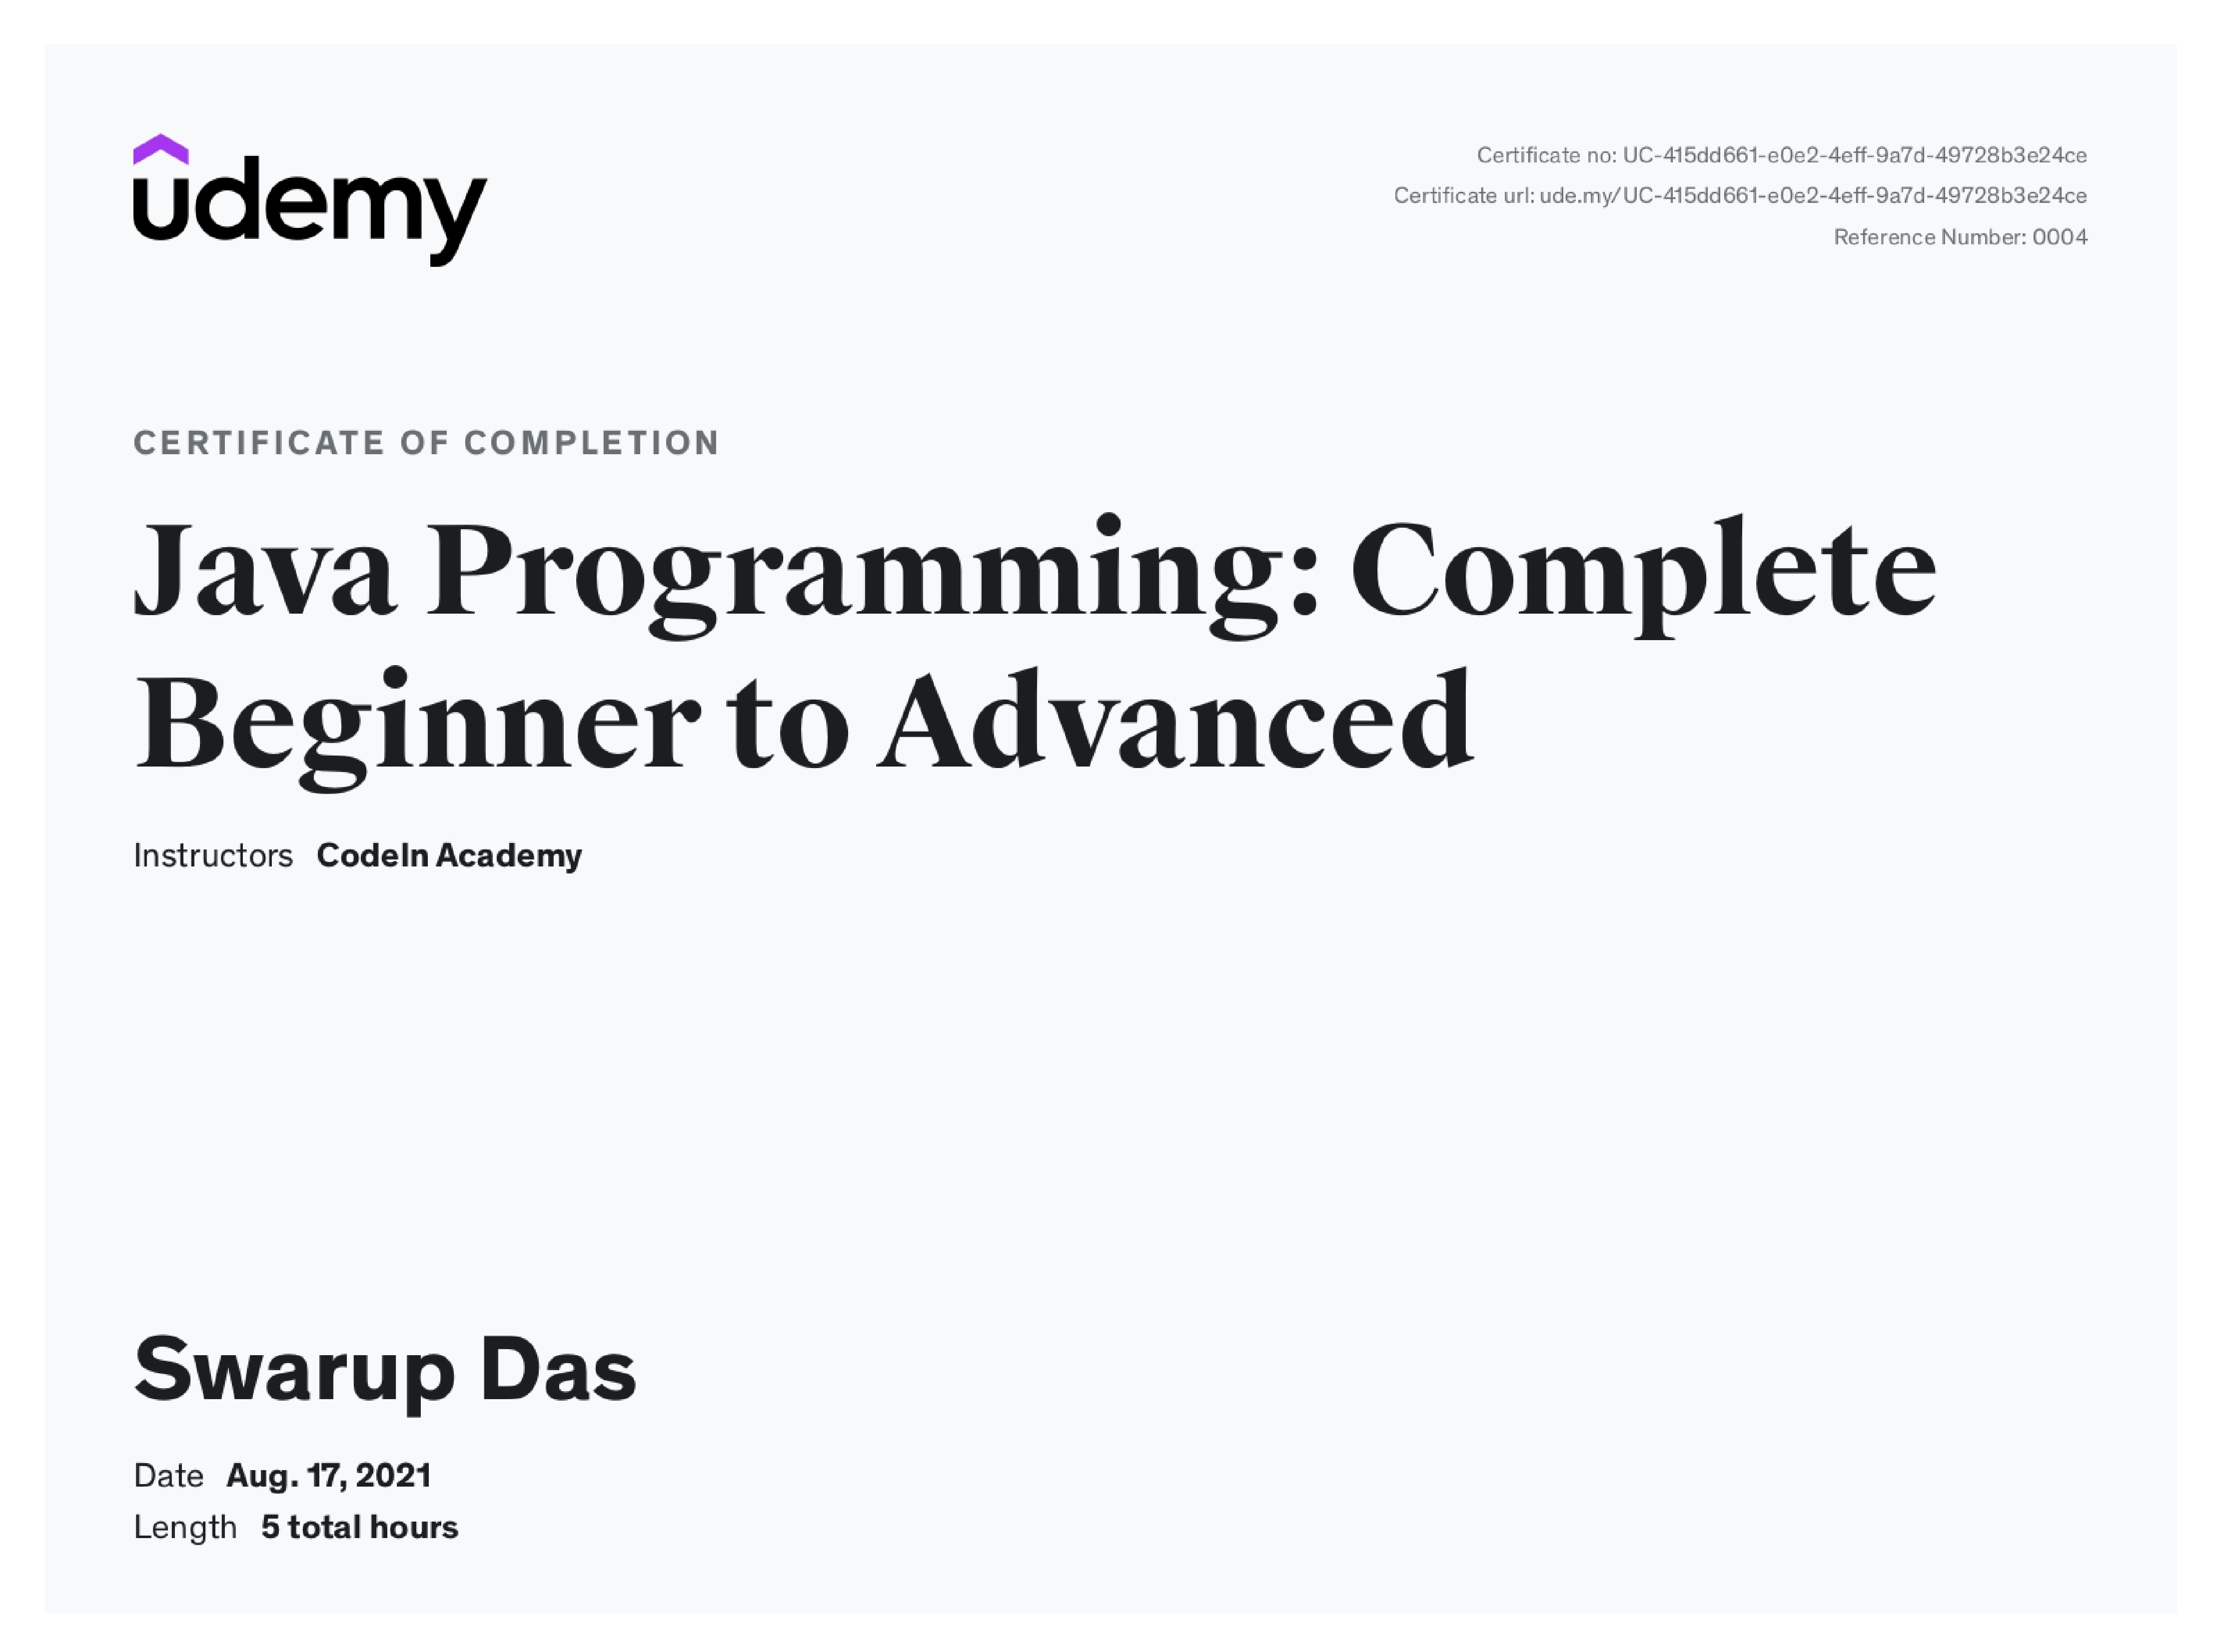 udemy
Certificate no: UC-415dd661-e0e2-4eff-9a7d-49728b3e24ce
Certificate url: ude.my/UC-415dd661-e0e2-4eff-9a7d-49728b3e24ce
Reference Number: 0004
CERTIFICATE OF COMPLETION
Java Programming: Complete
Beginner to Advanced
Instructors CodeIn Academy
Swarup Das
Date Aug. 17, 2021
Length 5 total hours